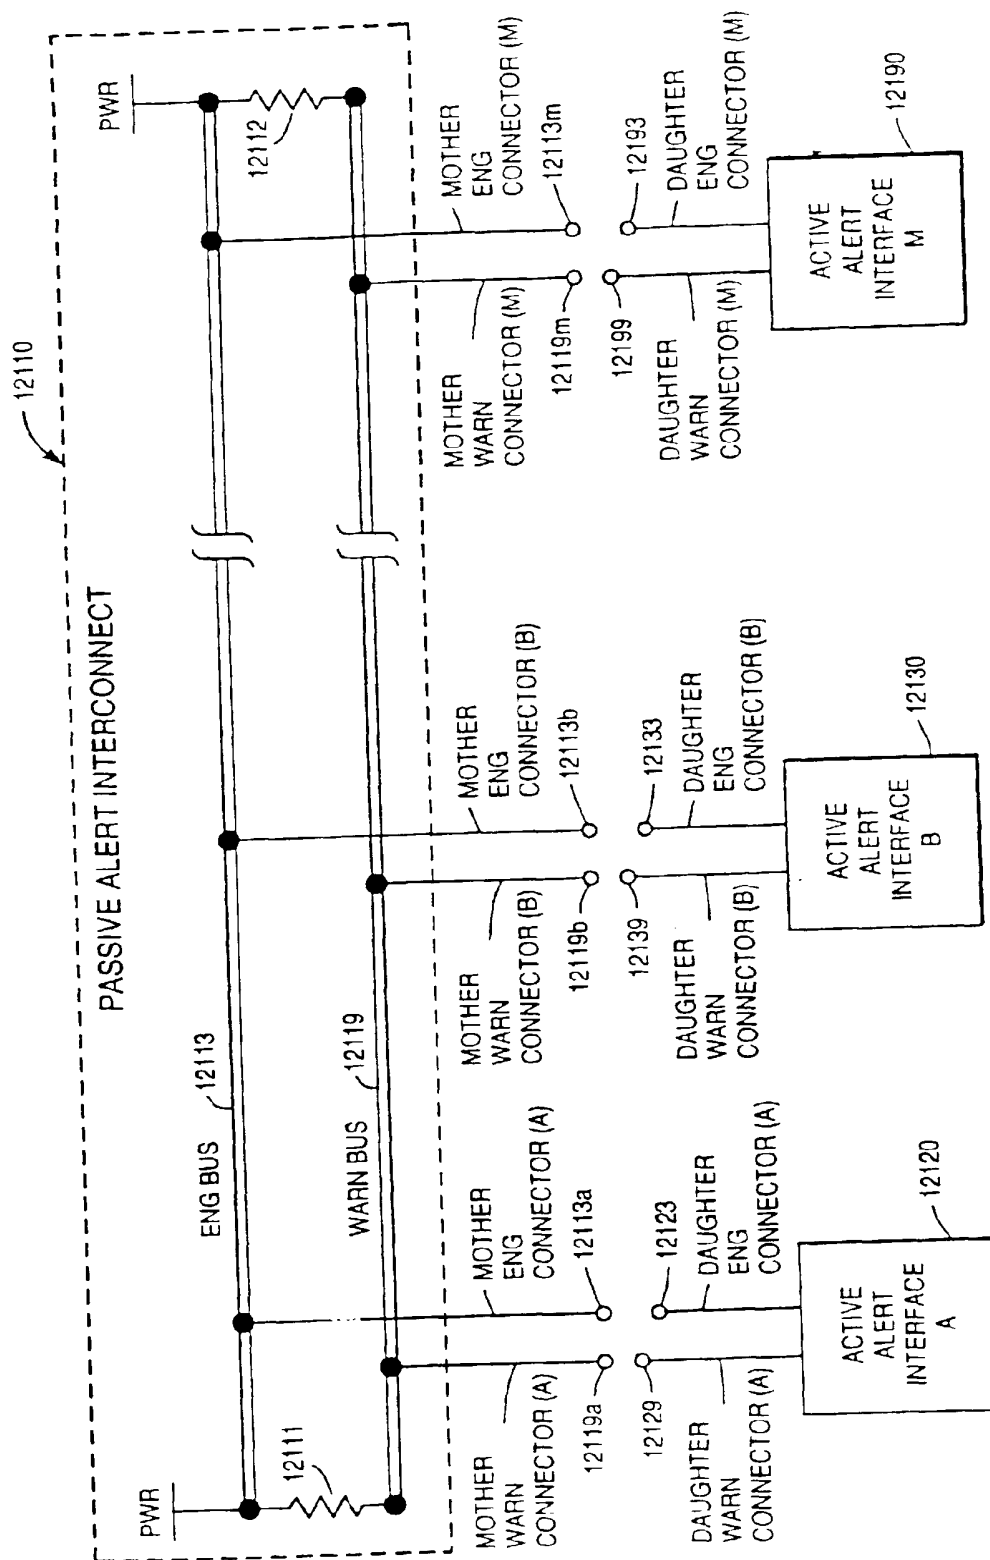 12110
PASSIVE ALERT INTERCONNECT
PWR
PWR
ENG BUS
12113
12111
12112
WARN BUS
12119
MOTHER
WARN
CONNECTOR (A)
MOTHER
ENG
CONNECTOR (A)
12119a
12113a
12129
12123
DAUGHTER
WARN
CONNECTOR (A)
DAUGHTER
ENG
CONNECTOR (A)
ACTIVE
ALERT
INTERFACE
A
12120
MOTHER
WARN
CONNECTOR (B)
MOTHER
ENG
CONNECTOR (B)
12119b
12113b
12139
12133
DAUGHTER
WARN
CONNECTOR (B)
DAUGHTER
ENG
CONNECTOR (B)
ACTIVE
ALERT
INTERFACE
B
12130
MOTHER
WARN
CONNECTOR (M)
MOTHER
ENG
CONNECTOR (M)
12119m
12113m
12199
12193
DAUGHTER
WARN
CONNECTOR (M)
DAUGHTER
ENG
CONNECTOR (M)
ACTIVE
ALERT
INTERFACE
M
12190